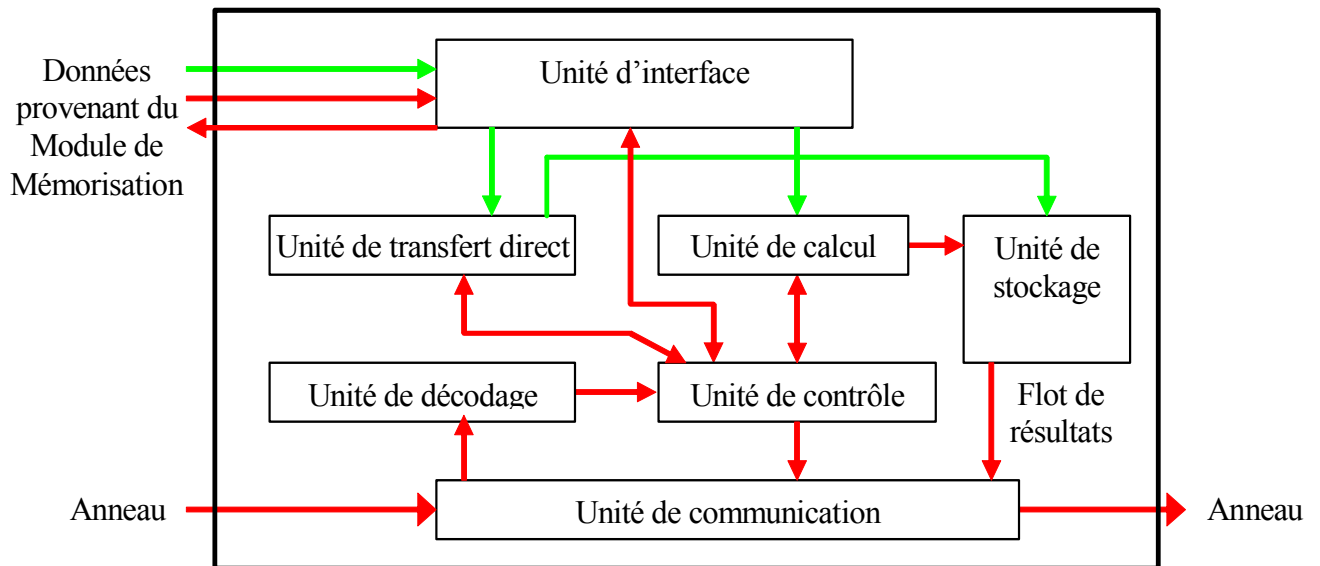 Données
provenant du
Module de
Mémorisation
Unité d’interface
Unité de transfert direct
Unité de calcul
Unité de
stockage
Unité de décodage
Unité de contrôle
Flot de
résultats
Anneau
Unité de communication
Anneau